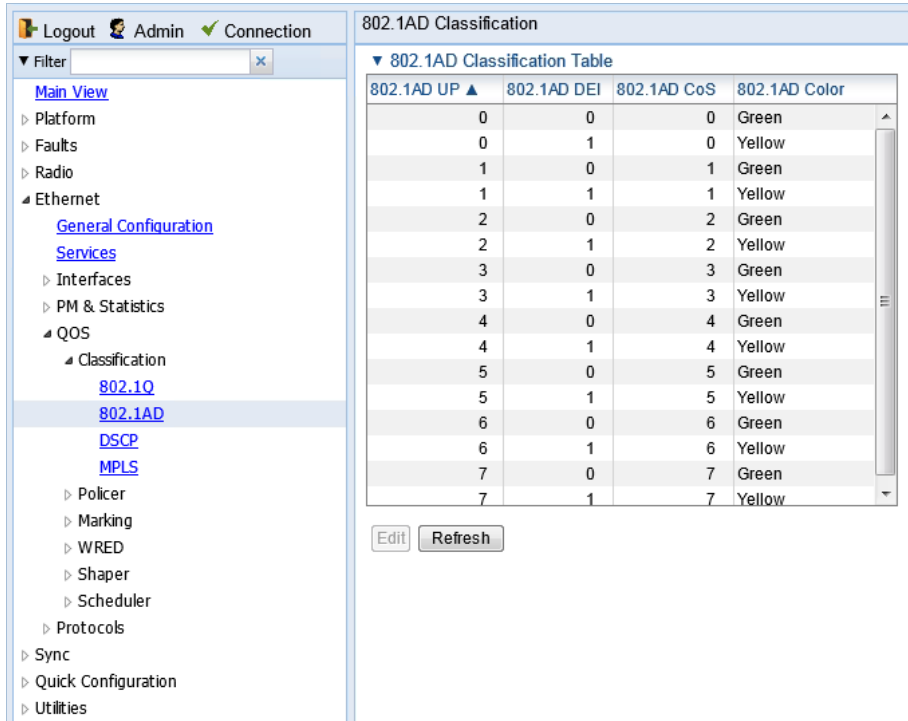 Logout Admin Connection
Filter
Main View
Platform
Faults
Radio
Ethernet
General Configuration
Services
Interfaces
PM & Statistics
QOS
Classification
802.1Q
802.1AD
DSCP
MPLS
Policer
Marking
WRED
Shaper
Scheduler
Protocols
Sync
Quick Configuration
Utilities
802.1AD Classification
802.1AD Classification Table
802.1AD UP ▲ 802.1AD DEI 802.1AD CoS 802.1AD Color
0 0 0 Green
0 1 0 Yellow
1 0 1 Green
1 1 1 Yellow
2 0 2 Green
2 1 2 Yellow
3 0 3 Green
3 1 3 Yellow
4 0 4 Green
4 1 4 Yellow
5 0 5 Green
5 1 5 Yellow
6 0 6 Green
6 1 6 Yellow
7 0 7 Green
7 1 7 Yellow
Edit Refresh